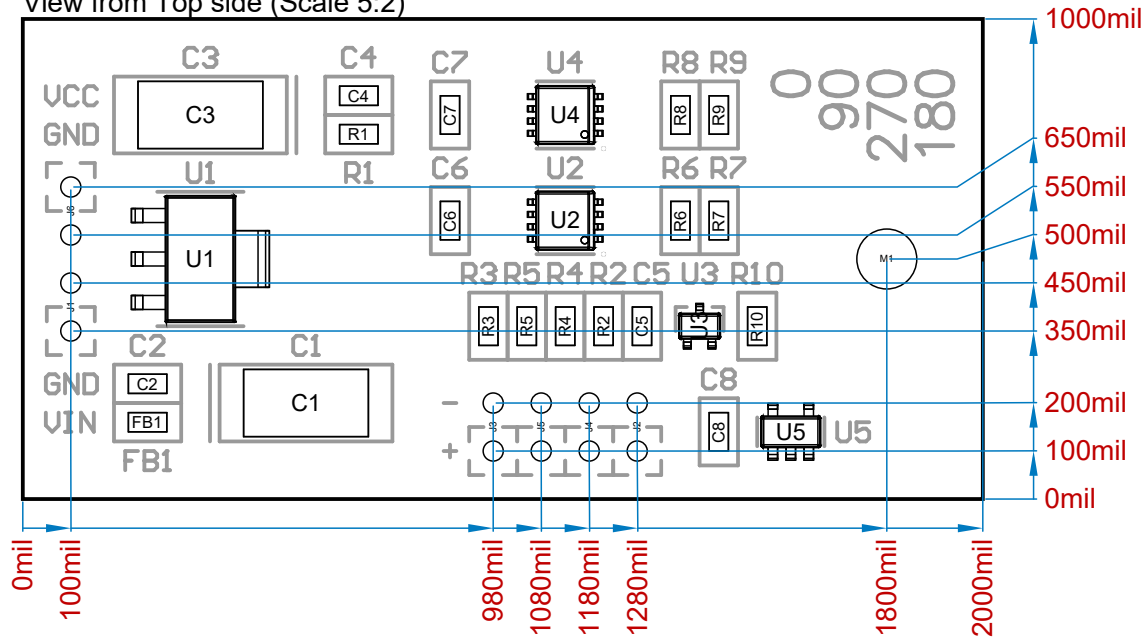 View from Top side (Scale 5:2)
1000mil
C3 C4 C7 U4 R8 R9 0
90
270
180
VCC
GND
C3 C4 R1 C7 U4 R8 R9
650mil
U1 R1 C6 U2 R6 R7
550mil
U1 C6 U2 R6 R7
500mil
M1
450mil
R3 R5 R4 R2 C5 U3 R10
R3 R5 R4 R2 C5 U3 R10
350mil
C2 C1
GND
VIN
C2 FB1 C1
C8
200mil
- J3 J5 J4 J2
C8 U5 U5
+
100mil
FB1
0mil
0mil
100mil
980mil
1080mil
1180mil
1280mil
1800mil
2000mil